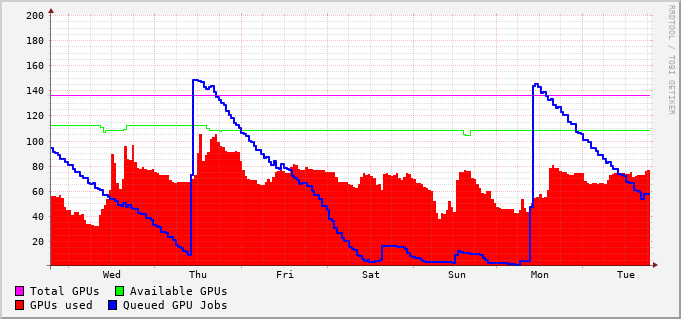 200
180
160
140
120
100
80
60
40
20
Wed Thu Fri Sat Sun Mon Tue
Total GPUs Available GPUs
GPUs used Queued GPU Jobs
RRDTOOL / TOBI OETIKER